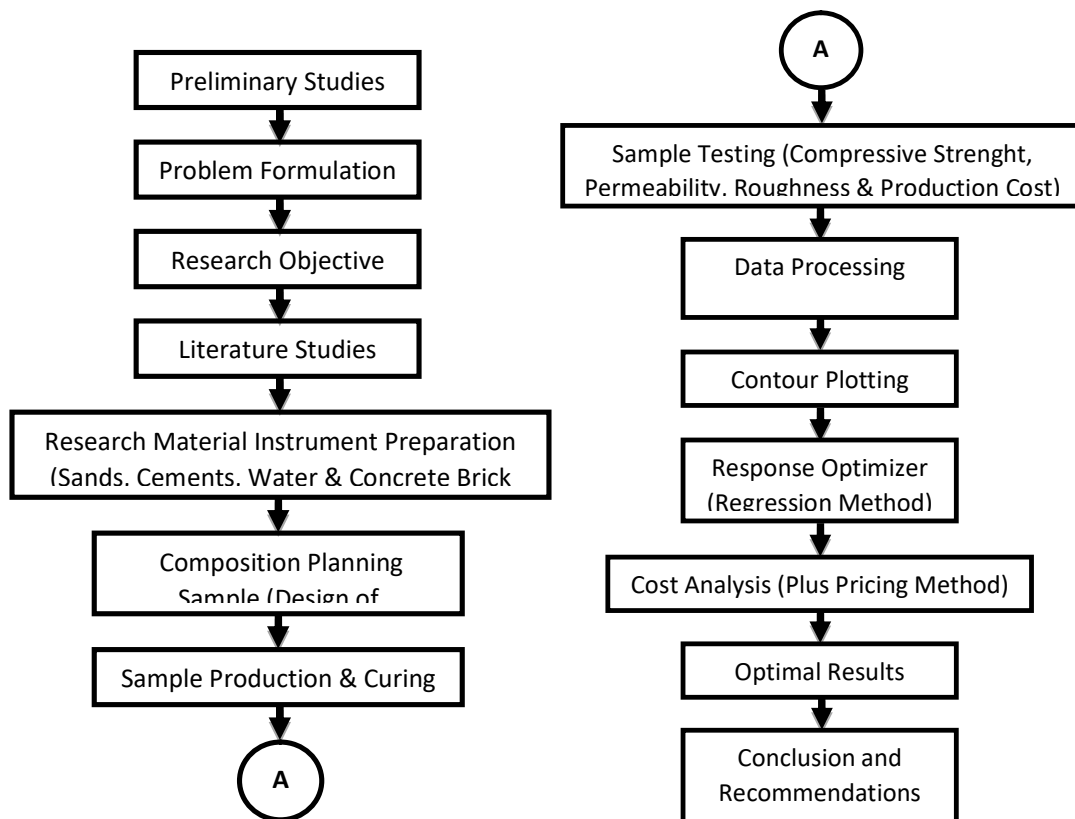 Preliminary Studies
Problem Formulation
Research Objective
Literature Studies
Research Material Instrument Preparation
(Sands, Cements, Water & Concrete Brick
Composition Planning
Sample (Design of
Sample Production & Curing
A
A
Sample Testing (Compressive Strenght,
Permeability, Roughness & Production Cost)
Data Processing
Contour Plotting
Response Optimizer
(Regression Method)
Cost Analysis (Plus Pricing Method)
Optimal Results
Conclusion and
Recommendations